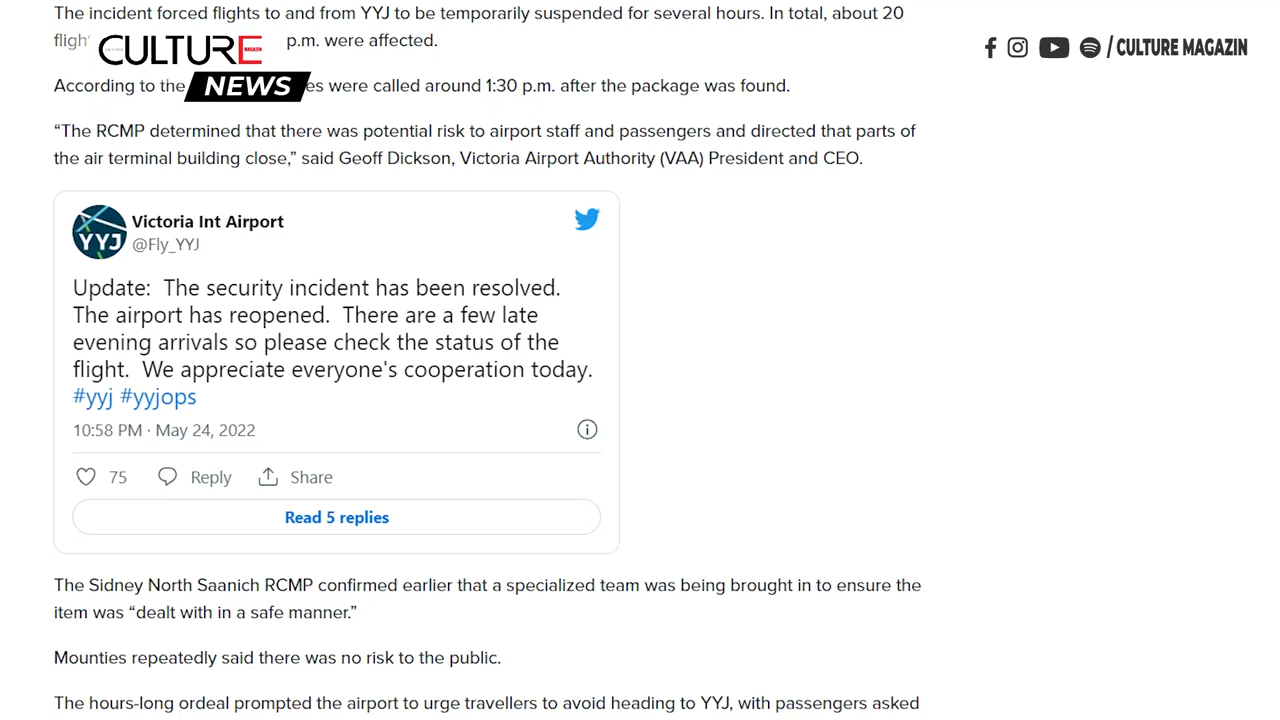 The incident forced flights to and from YYJ to be temporarily suspended for several hours. In total, about 20
p.m. were affected.
CULTURE MAGAZIN
NEWS
f / CULTURE MAGAZIN
According to the es were called around 1:30 p.m. after the package was found.
“The RCMP determined that there was potential risk to airport staff and passengers and directed that parts of
the air terminal building close,” said Geoff Dickson, Victoria Airport Authority (VAA) President and CEO.
YYJ
Victoria Int Airport
@Fly_YYJ
Update:  The security incident has been resolved.
The airport has reopened.  There are a few late
evening arrivals so please check the status of the
flight.  We appreciate everyone's cooperation today.
#yyj #yyjops
10:58 PM · May 24, 2022
75 Reply Share
Read 5 replies
The Sidney North Saanich RCMP confirmed earlier that a specialized team was being brought in to ensure the
item was “dealt with in a safe manner.”
Mounties repeatedly said there was no risk to the public.
The hours-long ordeal prompted the airport to urge travellers to avoid heading to YYJ, with passengers asked